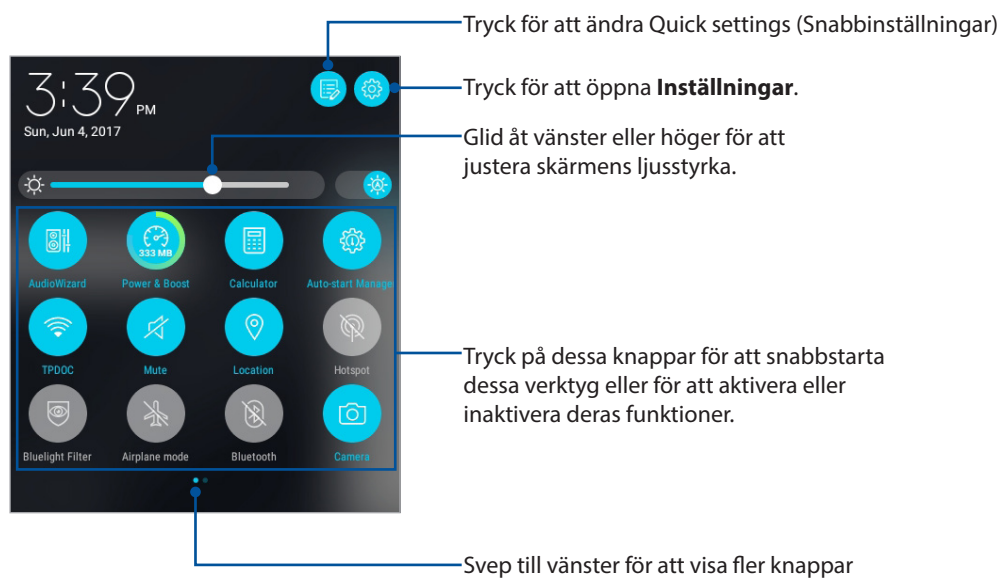 Tryck för att ändra Quick settings (Snabbinställningar)
3:39 PM
Sun, Jun 4, 2017
Tryck för att öppna Inställningar.
Glid åt vänster eller höger för att
justera skärmens ljusstyrka.
A
333 MB
AudioWizard Power & Boost Calculator Auto-start Manage
TPDOC Mute Location Hotspot
Tryck på dessa knappar för att snabbstarta
dessa verktyg eller för att aktivera eller
inaktivera deras funktioner.
Bluelight Filter Airplane mode Bluetooth Camera
Svep till vänster för att visa fler knappar